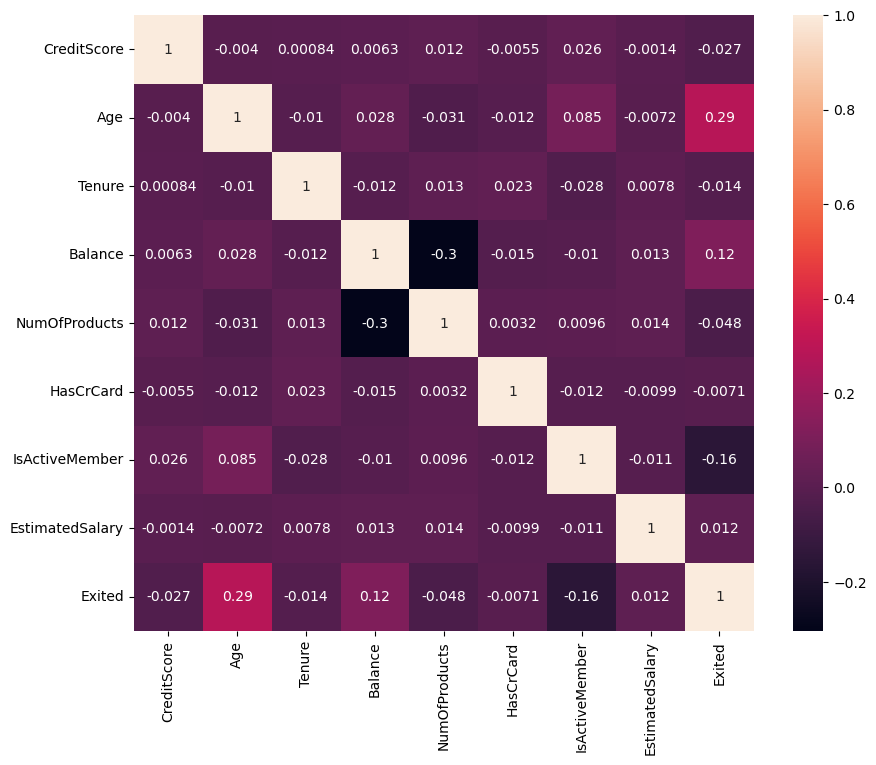 CreditScore 1 -0.004 0.00084 0.0063 0.012 -0.0055 0.026 -0.0014 -0.027
Age -0.004 1 -0.01 0.028 -0.031 -0.012 0.085 -0.0072 0.29
Tenure 0.00084 -0.01 1 -0.012 0.013 0.023 -0.028 0.0078 -0.014
Balance 0.0063 0.028 -0.012 1 -0.3 -0.015 -0.01 0.013 0.12
NumOfProducts 0.012 -0.031 0.013 -0.3 1 0.0032 0.0096 0.014 -0.048
HasCrCard -0.0055 -0.012 0.023 -0.015 0.0032 1 -0.012 -0.0099 -0.0071
IsActiveMember 0.026 0.085 -0.028 -0.01 0.0096 -0.012 1 -0.011 -0.16
EstimatedSalary -0.0014 -0.0072 0.0078 0.013 0.014 -0.0099 -0.011 1 0.012
Exited -0.027 0.29 -0.014 0.12 -0.048 -0.0071 -0.16 0.012 1
CreditScore
Age
Tenure
Balance
NumOfProducts
HasCrCard
IsActiveMember
EstimatedSalary
Exited
1.0
0.8
0.6
0.4
0.2
0.0
−0.2